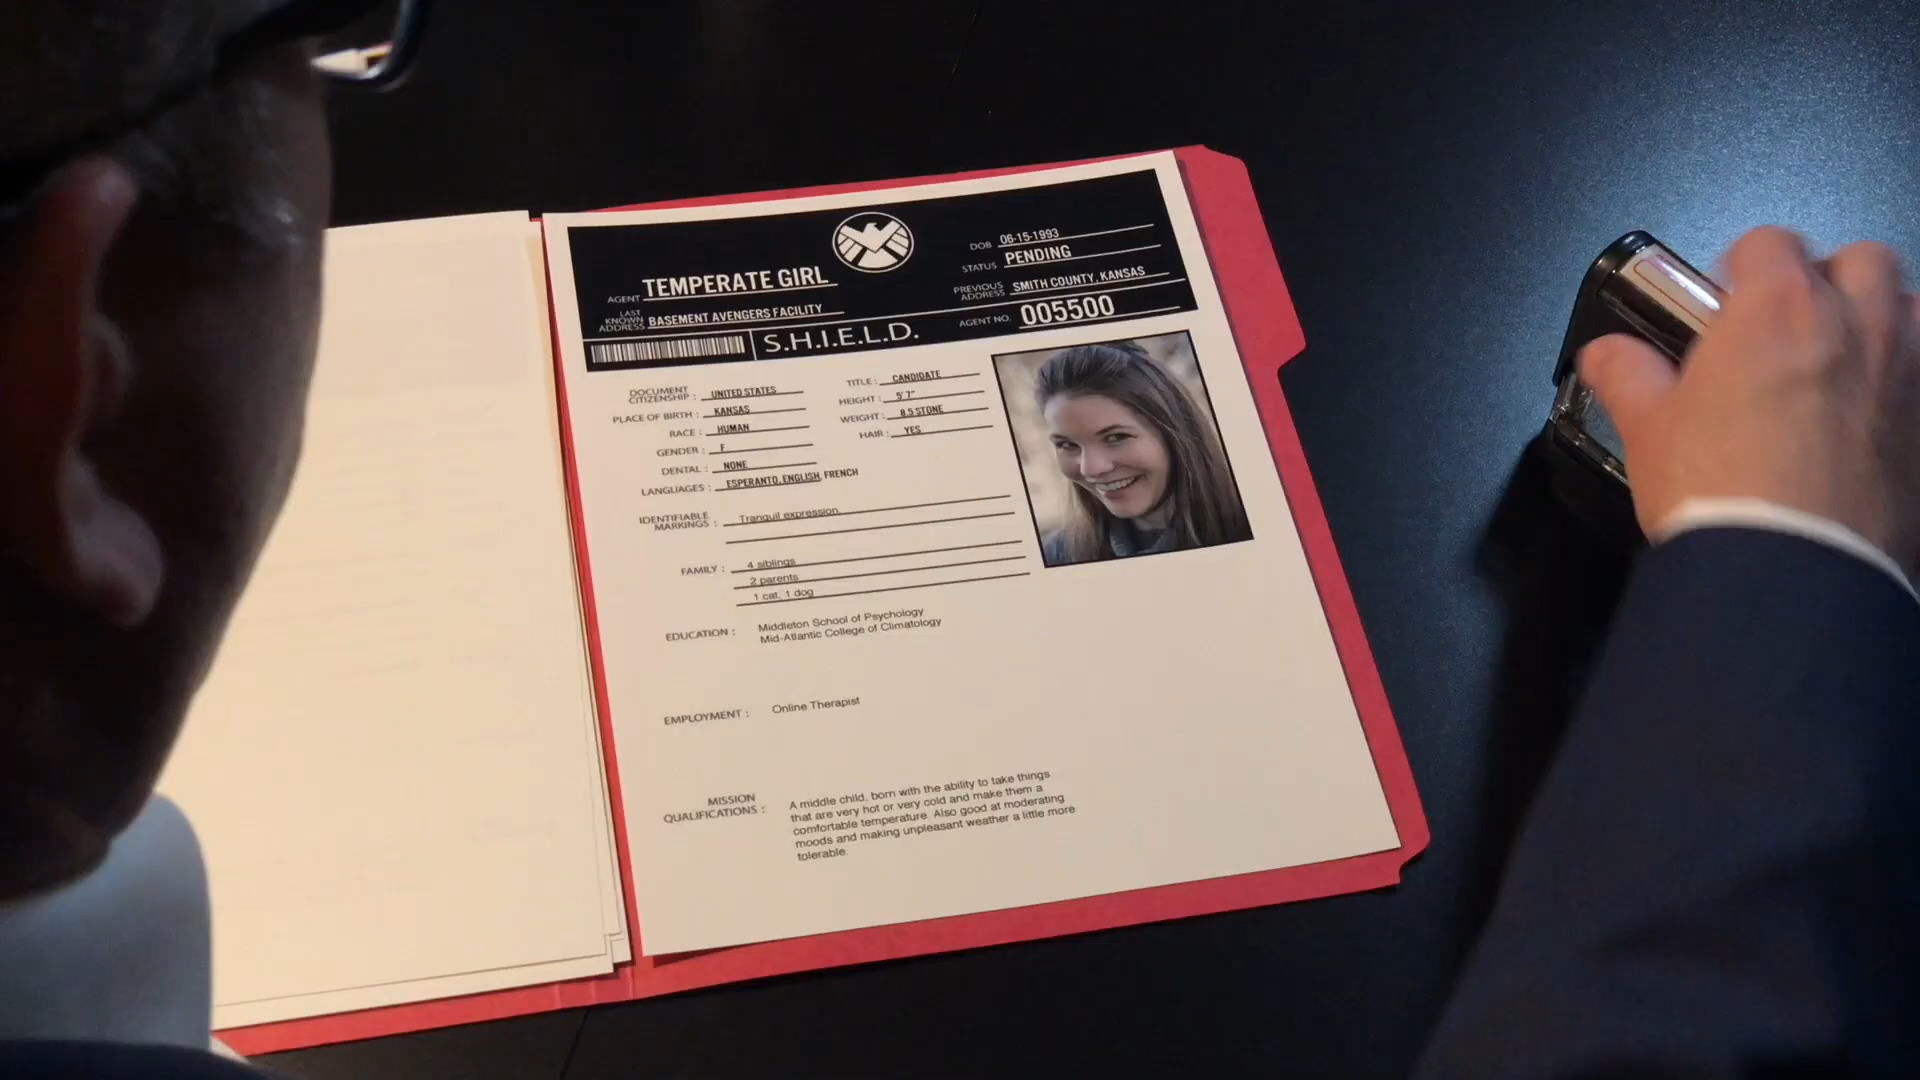 AGENT TEMPERATE GIRL
LAST KNOWN ADDRESS BASEMENT AVENGERS FACILITY
DOB 06-15-1993
STATUS PENDING
PREVIOUS ADDRESS SMITH COUNTY, KANSAS
AGENT NO. 005500
S.H.I.E.L.D.
DOCUMENT CITIZENSHIP : UNITED STATES
PLACE OF BIRTH : KANSAS
RACE : HUMAN
GENDER : F
DENTAL : NONE
LANGUAGES : ESPERANTO, ENGLISH, FRENCH
TITLE : CANDIDATE
HEIGHT : 5' 7"
WEIGHT : 8.5 STONE
HAIR : YES
IDENTIFIABLE MARKINGS : Tranquil expression.
FAMILY : 4 siblings
2 parents
1 cat, 1 dog
EDUCATION : Middleton School of Psychology
Mid-Atlantic College of Climatology
EMPLOYMENT : Online Therapist
MISSION QUALIFICATIONS : A middle child, born with the ability to take things
that are very hot or very cold and make them a
comfortable temperature. Also good at moderating
moods and making unpleasant weather a little more
tolerable.